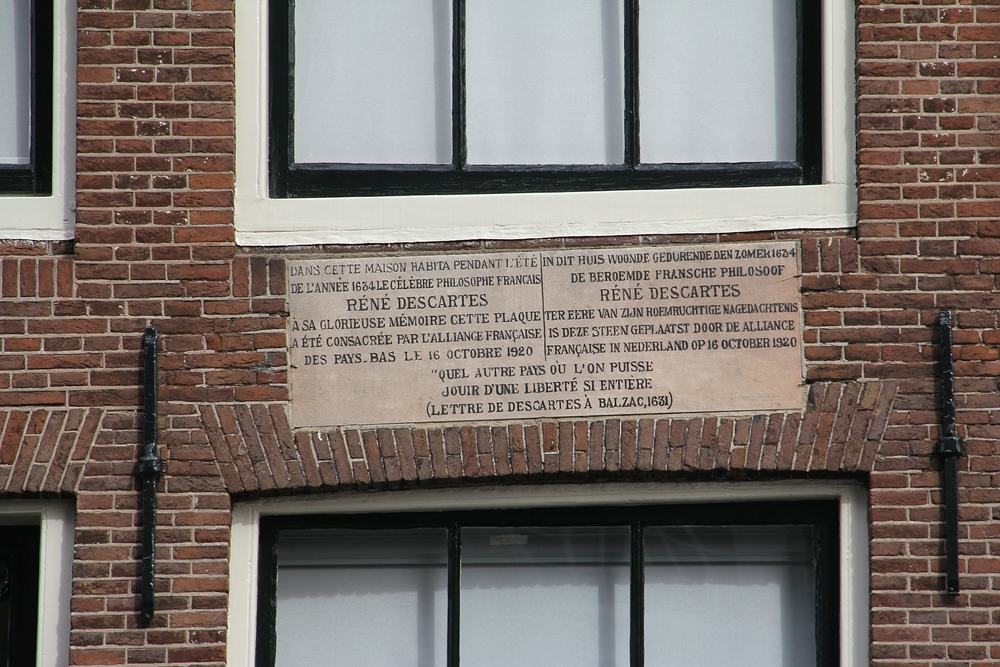 DANS CETTE MAISON HABITA PENDANT L'ÉTÉ
DE L'ANNÉE 1634 LE CÉLÈBRE PHILOSOPHE FRANÇAIS
RÉNÉ DESCARTES
À SA GLORIEUSE MÉMOIRE CETTE PLAQUE
A ÉTÉ CONSACRÉE PAR L'ALLIANCE FRANÇAISE
DES PAYS-BAS LE 16 OCTOBRE 1920
IN DIT HUIS WOONDE GEDURENDE DEN ZOMER 1634
DE BEROEMDE FRANSCHE PHILOSOOF
RÉNÉ DESCARTES
TER EERE VAN ZIJN ROEMRUCHTIGE NAGEDACHTENIS
IS DEZE STEEN GEPLAATST DOOR DE ALLIANCE
FRANÇAISE IN NEDERLAND OP 16 OCTOBER 1920
"QUEL AUTRE PAYS OÙ L'ON PUISSE
JOUIR D'UNE LIBERTÉ SI ENTIÈRE
(LETTRE DE DESCARTES À BALZAC, 1631)